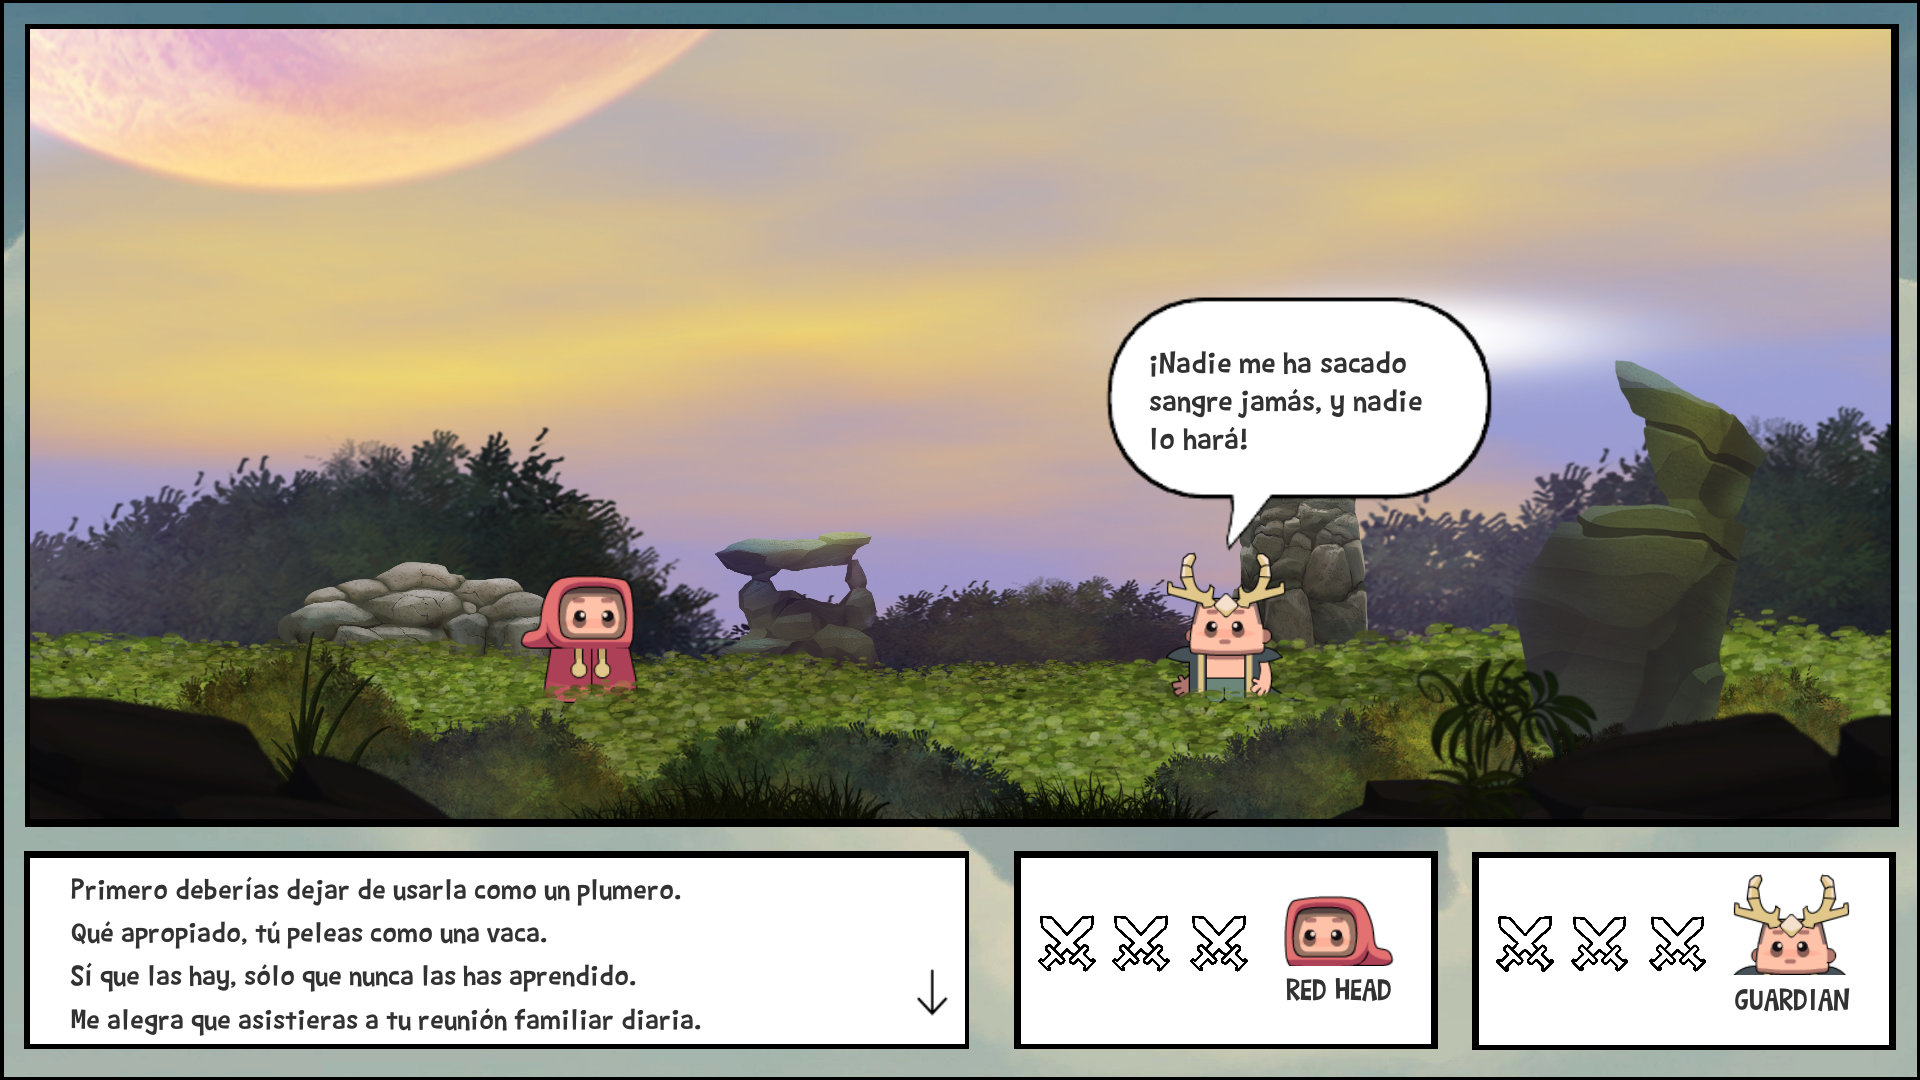 ¡Nadie me ha sacado
sangre jamás, y nadie
lo hará!
Primero deberías dejar de usarla como un plumero.
Qué apropiado, tú peleas como una vaca.
Sí que las hay, sólo que nunca las has aprendido.
Me alegra que asistieras a tu reunión familiar diaria.
RED HEAD
GUARDIAN